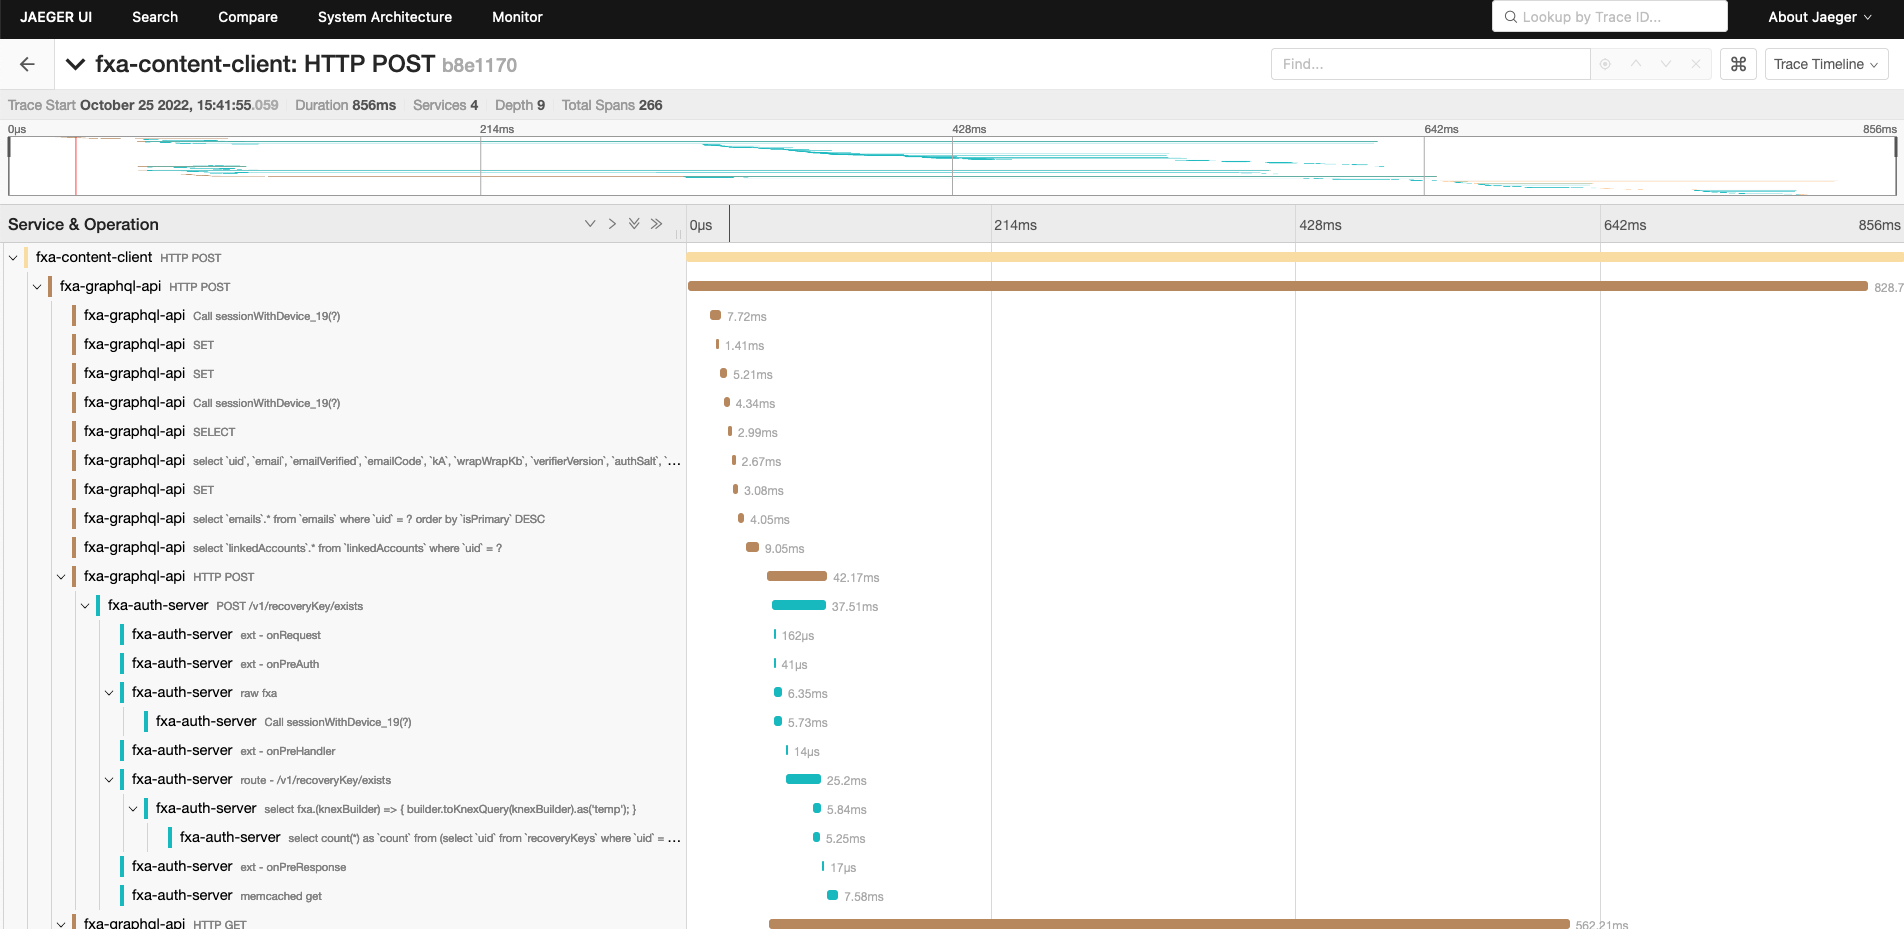 JAEGER UI Search Compare System Architecture Monitor Lookup by Trace ID... About Jaeger
fxa-content-client: HTTP POST b8e1170 Find... ⌘ Trace Timeline
Trace Start October 25 2022, 15:41:55.059 Duration 856ms Services 4 Depth 9 Total Spans 266
0μs 214ms 428ms 642ms 856ms
Service & Operation 0μs 214ms 428ms 642ms 856ms
fxa-content-client HTTP POST
fxa-graphql-api HTTP POST 828.7
fxa-graphql-api Call sessionWithDevice_19(?) 7.72ms
fxa-graphql-api SET 1.41ms
fxa-graphql-api SET 5.21ms
fxa-graphql-api Call sessionWithDevice_19(?) 4.34ms
fxa-graphql-api SELECT 2.99ms
fxa-graphql-api select `uid`, `email`, `emailVerified`, `emailCode`, `kA`, `wrapWrapKb`, `verifierVersion`, `authSalt`, `... 2.67ms
fxa-graphql-api SET 3.08ms
fxa-graphql-api select `emails`.* from `emails` where `uid` = ? order by `isPrimary` DESC 4.05ms
fxa-graphql-api select `linkedAccounts`.* from `linkedAccounts` where `uid` = ? 9.05ms
fxa-graphql-api HTTP POST 42.17ms
fxa-auth-server POST /v1/recoveryKey/exists 37.51ms
fxa-auth-server ext - onRequest 162μs
fxa-auth-server ext - onPreAuth 41μs
fxa-auth-server raw fxa 6.35ms
fxa-auth-server Call sessionWithDevice_19(?) 5.73ms
fxa-auth-server ext - onPreHandler 14μs
fxa-auth-server route - /v1/recoveryKey/exists 25.2ms
fxa-auth-server select fxa.(knexBuilder) => { builder.toKnexQuery(knexBuilder).as('temp'); } 5.84ms
fxa-auth-server select count(*) as `count` from (select `uid` from `recoveryKeys` where `uid` = ... 5.25ms
fxa-auth-server ext - onPreResponse 17μs
fxa-auth-server memcached get 7.58ms
fxa-graphql-api HTTP GET 562.21ms